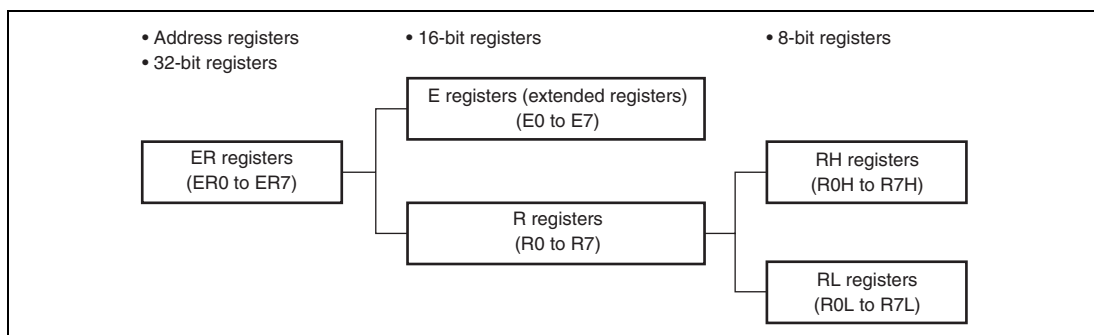 • Address registers
• 32-bit registers
• 16-bit registers
• 8-bit registers
E registers (extended registers)
(E0 to E7)
ER registers
(ER0 to ER7)
RH registers
(R0H to R7H)
R registers
(R0 to R7)
RL registers
(R0L to R7L)